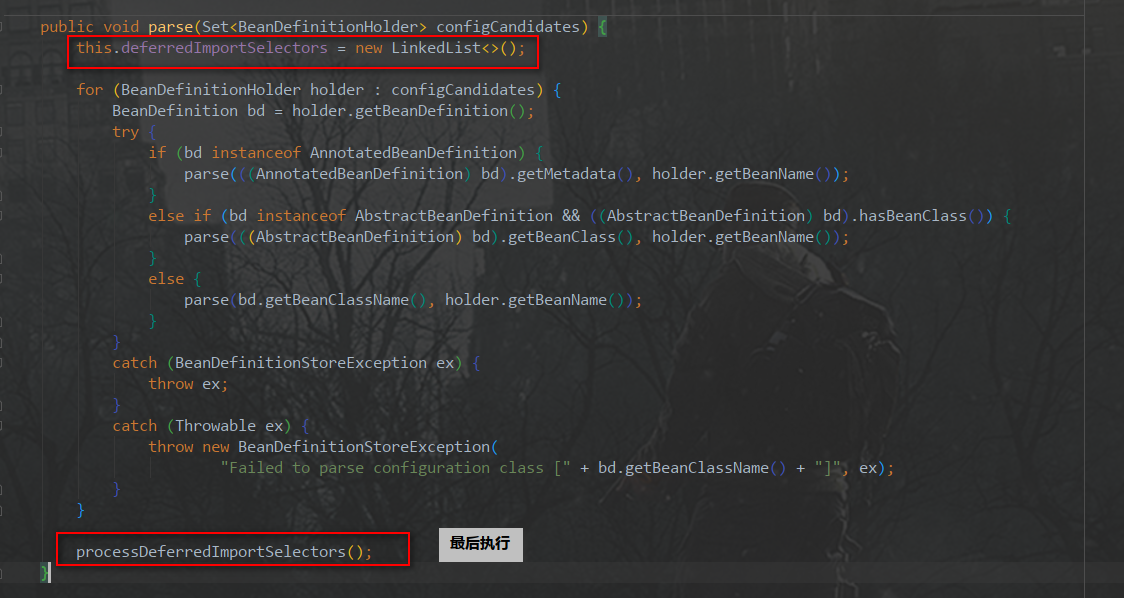 public void parse(Set<BeanDefinitionHolder> configCandidates) {
this.deferredImportSelectors = new LinkedList<>();
for (BeanDefinitionHolder holder : configCandidates) {
BeanDefinition bd = holder.getBeanDefinition();
try {
if (bd instanceof AnnotatedBeanDefinition) {
parse(((AnnotatedBeanDefinition) bd).getMetadata(), holder.getBeanName());
}
else if (bd instanceof AbstractBeanDefinition && ((AbstractBeanDefinition) bd).hasBeanClass()) {
parse(((AbstractBeanDefinition) bd).getBeanClass(), holder.getBeanName());
}
else {
parse(bd.getBeanClassName(), holder.getBeanName());
}
}
catch (BeanDefinitionStoreException ex) {
throw ex;
}
catch (Throwable ex) {
throw new BeanDefinitionStoreException(
"Failed to parse configuration class [" + bd.getBeanClassName() + "]", ex);
}
}
processDeferredImportSelectors();
最后执行
}